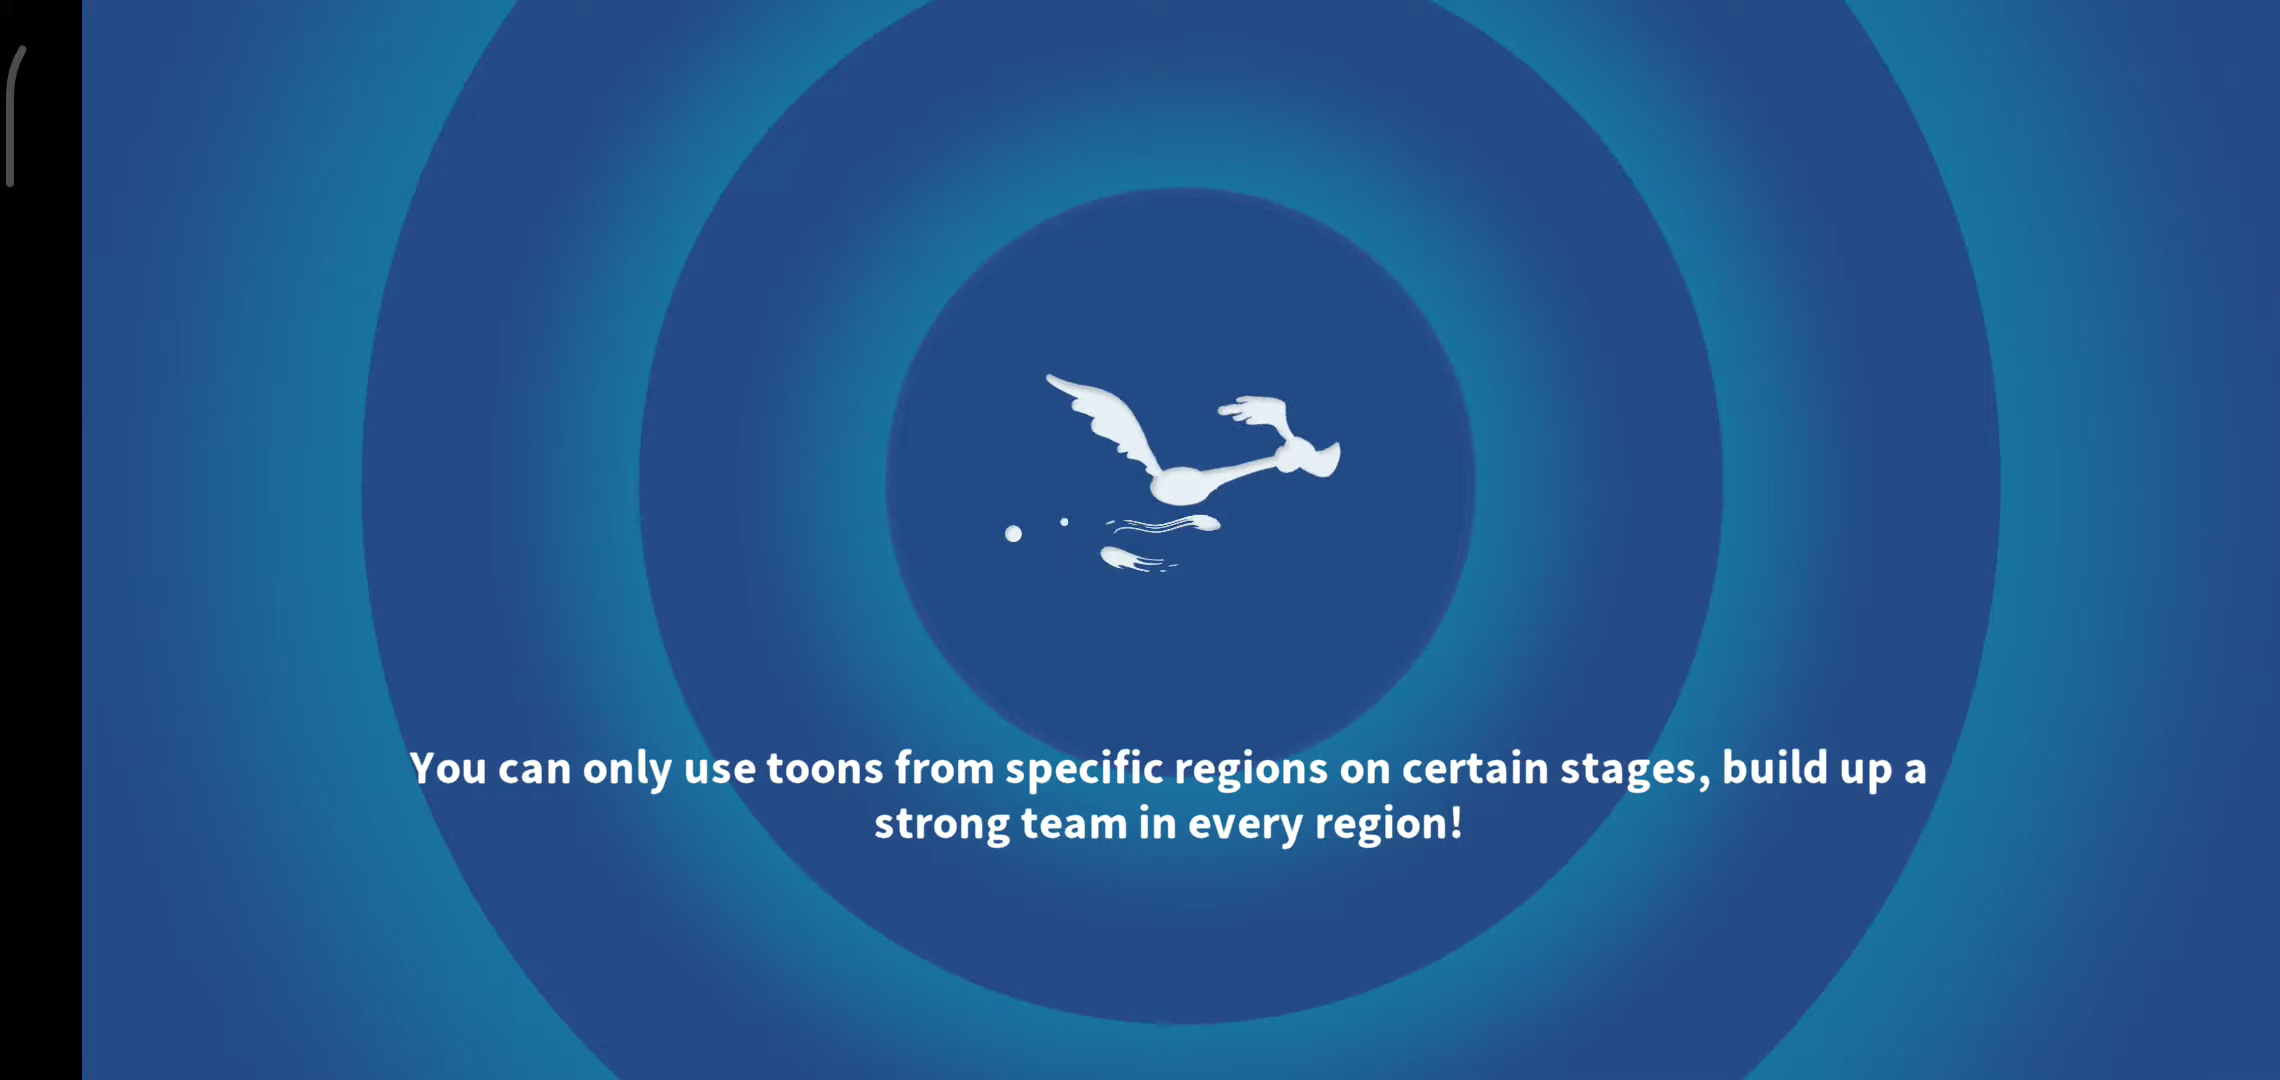 You can only use toons from specific regions on certain stages, build up a
strong team in every region!